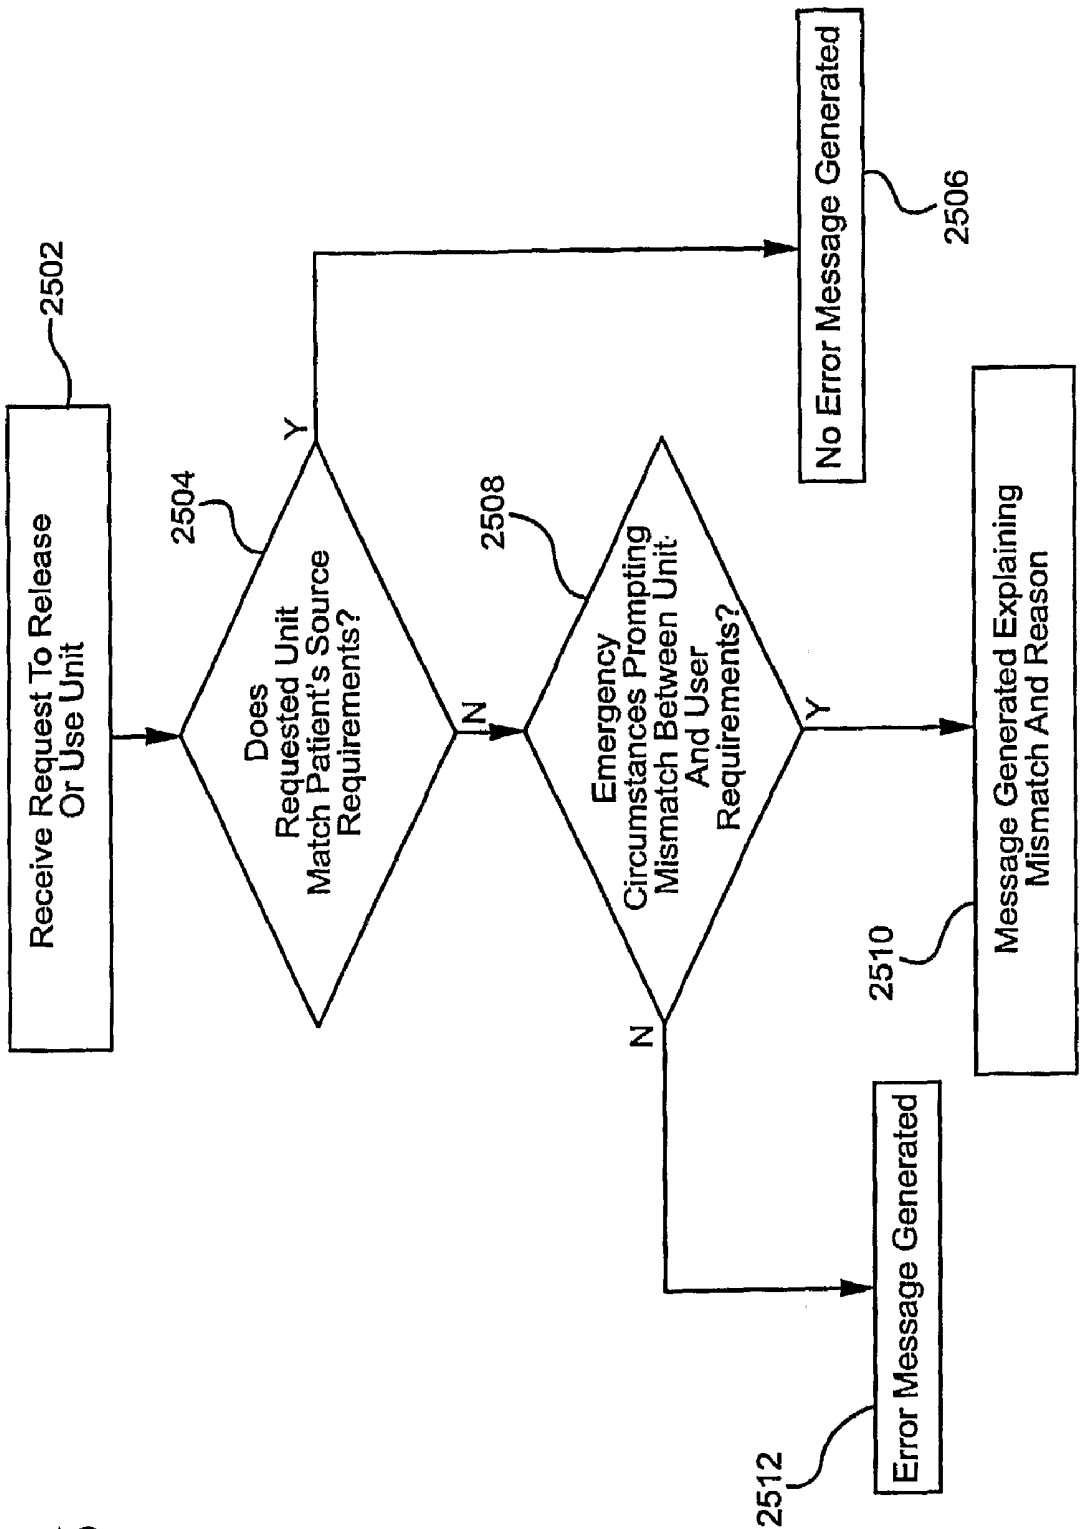 Receive Request To Release
Or Use Unit
2502
Does
Requested Unit
Match Patient's Source
Requirements?
2504
Y
N
No Error Message Generated
2506
Emergency
Circumstances Prompting
Mismatch Between Unit
And User
Requirements?
2508
N
Y
Message Generated Explaining
Mismatch And Reason
2510
Error Message Generated
2512